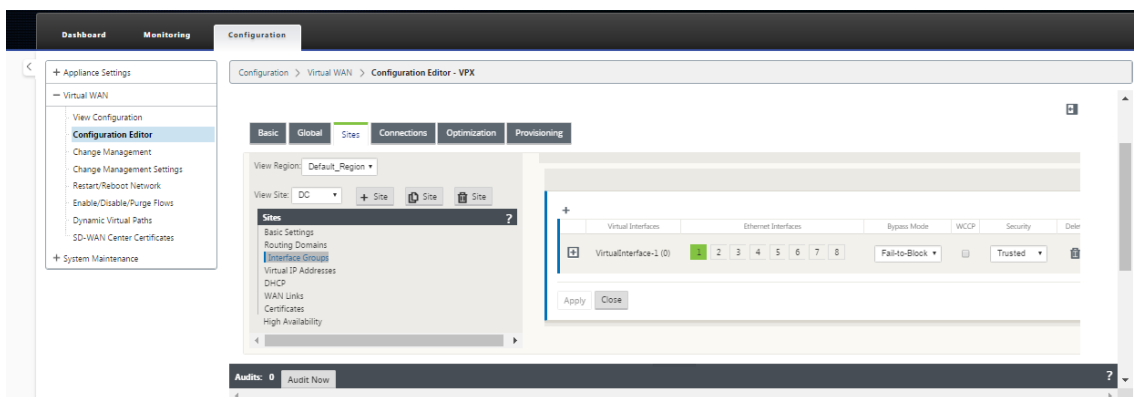 Dashboard Monitoring Configuration
+ Appliance Settings
Configuration > Virtual WAN > Configuration Editor - VPX
− Virtual WAN
View Configuration
Configuration Editor
Change Management
Change Management Settings
Restart/Reboot Network
Enable/Disable/Purge Flows
Dynamic Virtual Paths
SD-WAN Center Certificates
+ System Maintenance
Basic Global Sites Connections Optimization Provisioning
View Region: Default_Region
View Site: DC + Site Site Site
Sites ?
Basic Settings
Routing Domains
Interface Groups
Virtual IP Addresses
DHCP
WAN Links
Certificates
High Availability
+
Virtual Interfaces Ethernet Interfaces Bypass Mode WCCP Security Delet
+ VirtualInterface-1 (0) 1 2 3 4 5 6 7 8 Fail-to-Block Trusted
Apply Close
Audits: 0 Audit Now ?